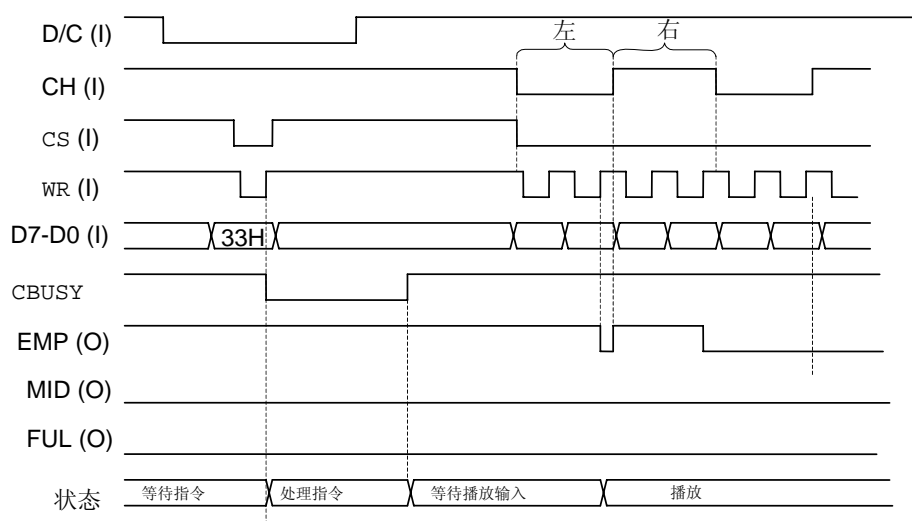 D/C (I)
左 右
CH (I)
CS (I)
WR (I)
D7-D0 (I) 33H
CBUSY
EMP (O)
MID (O)
FUL (O)
状态 等待指令 处理指令 等待播放输入 播放